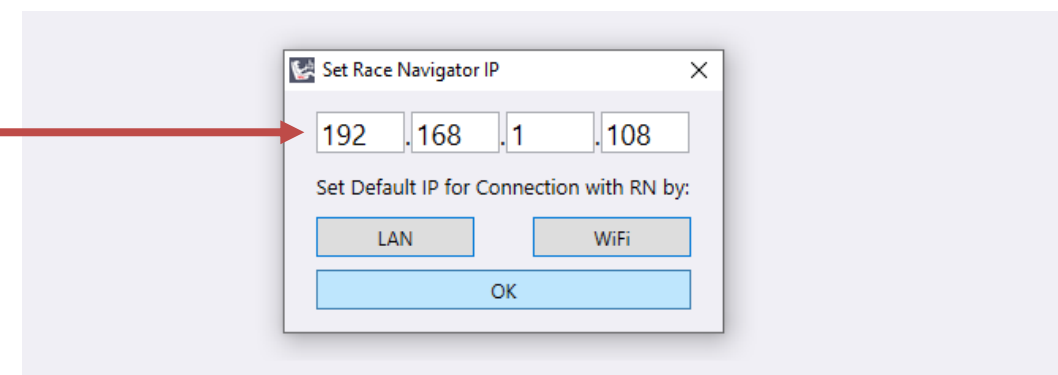 Set Race Navigator IP
192.168.1.108
Set Default IP for Connection with RN by:
LAN WiFi
OK